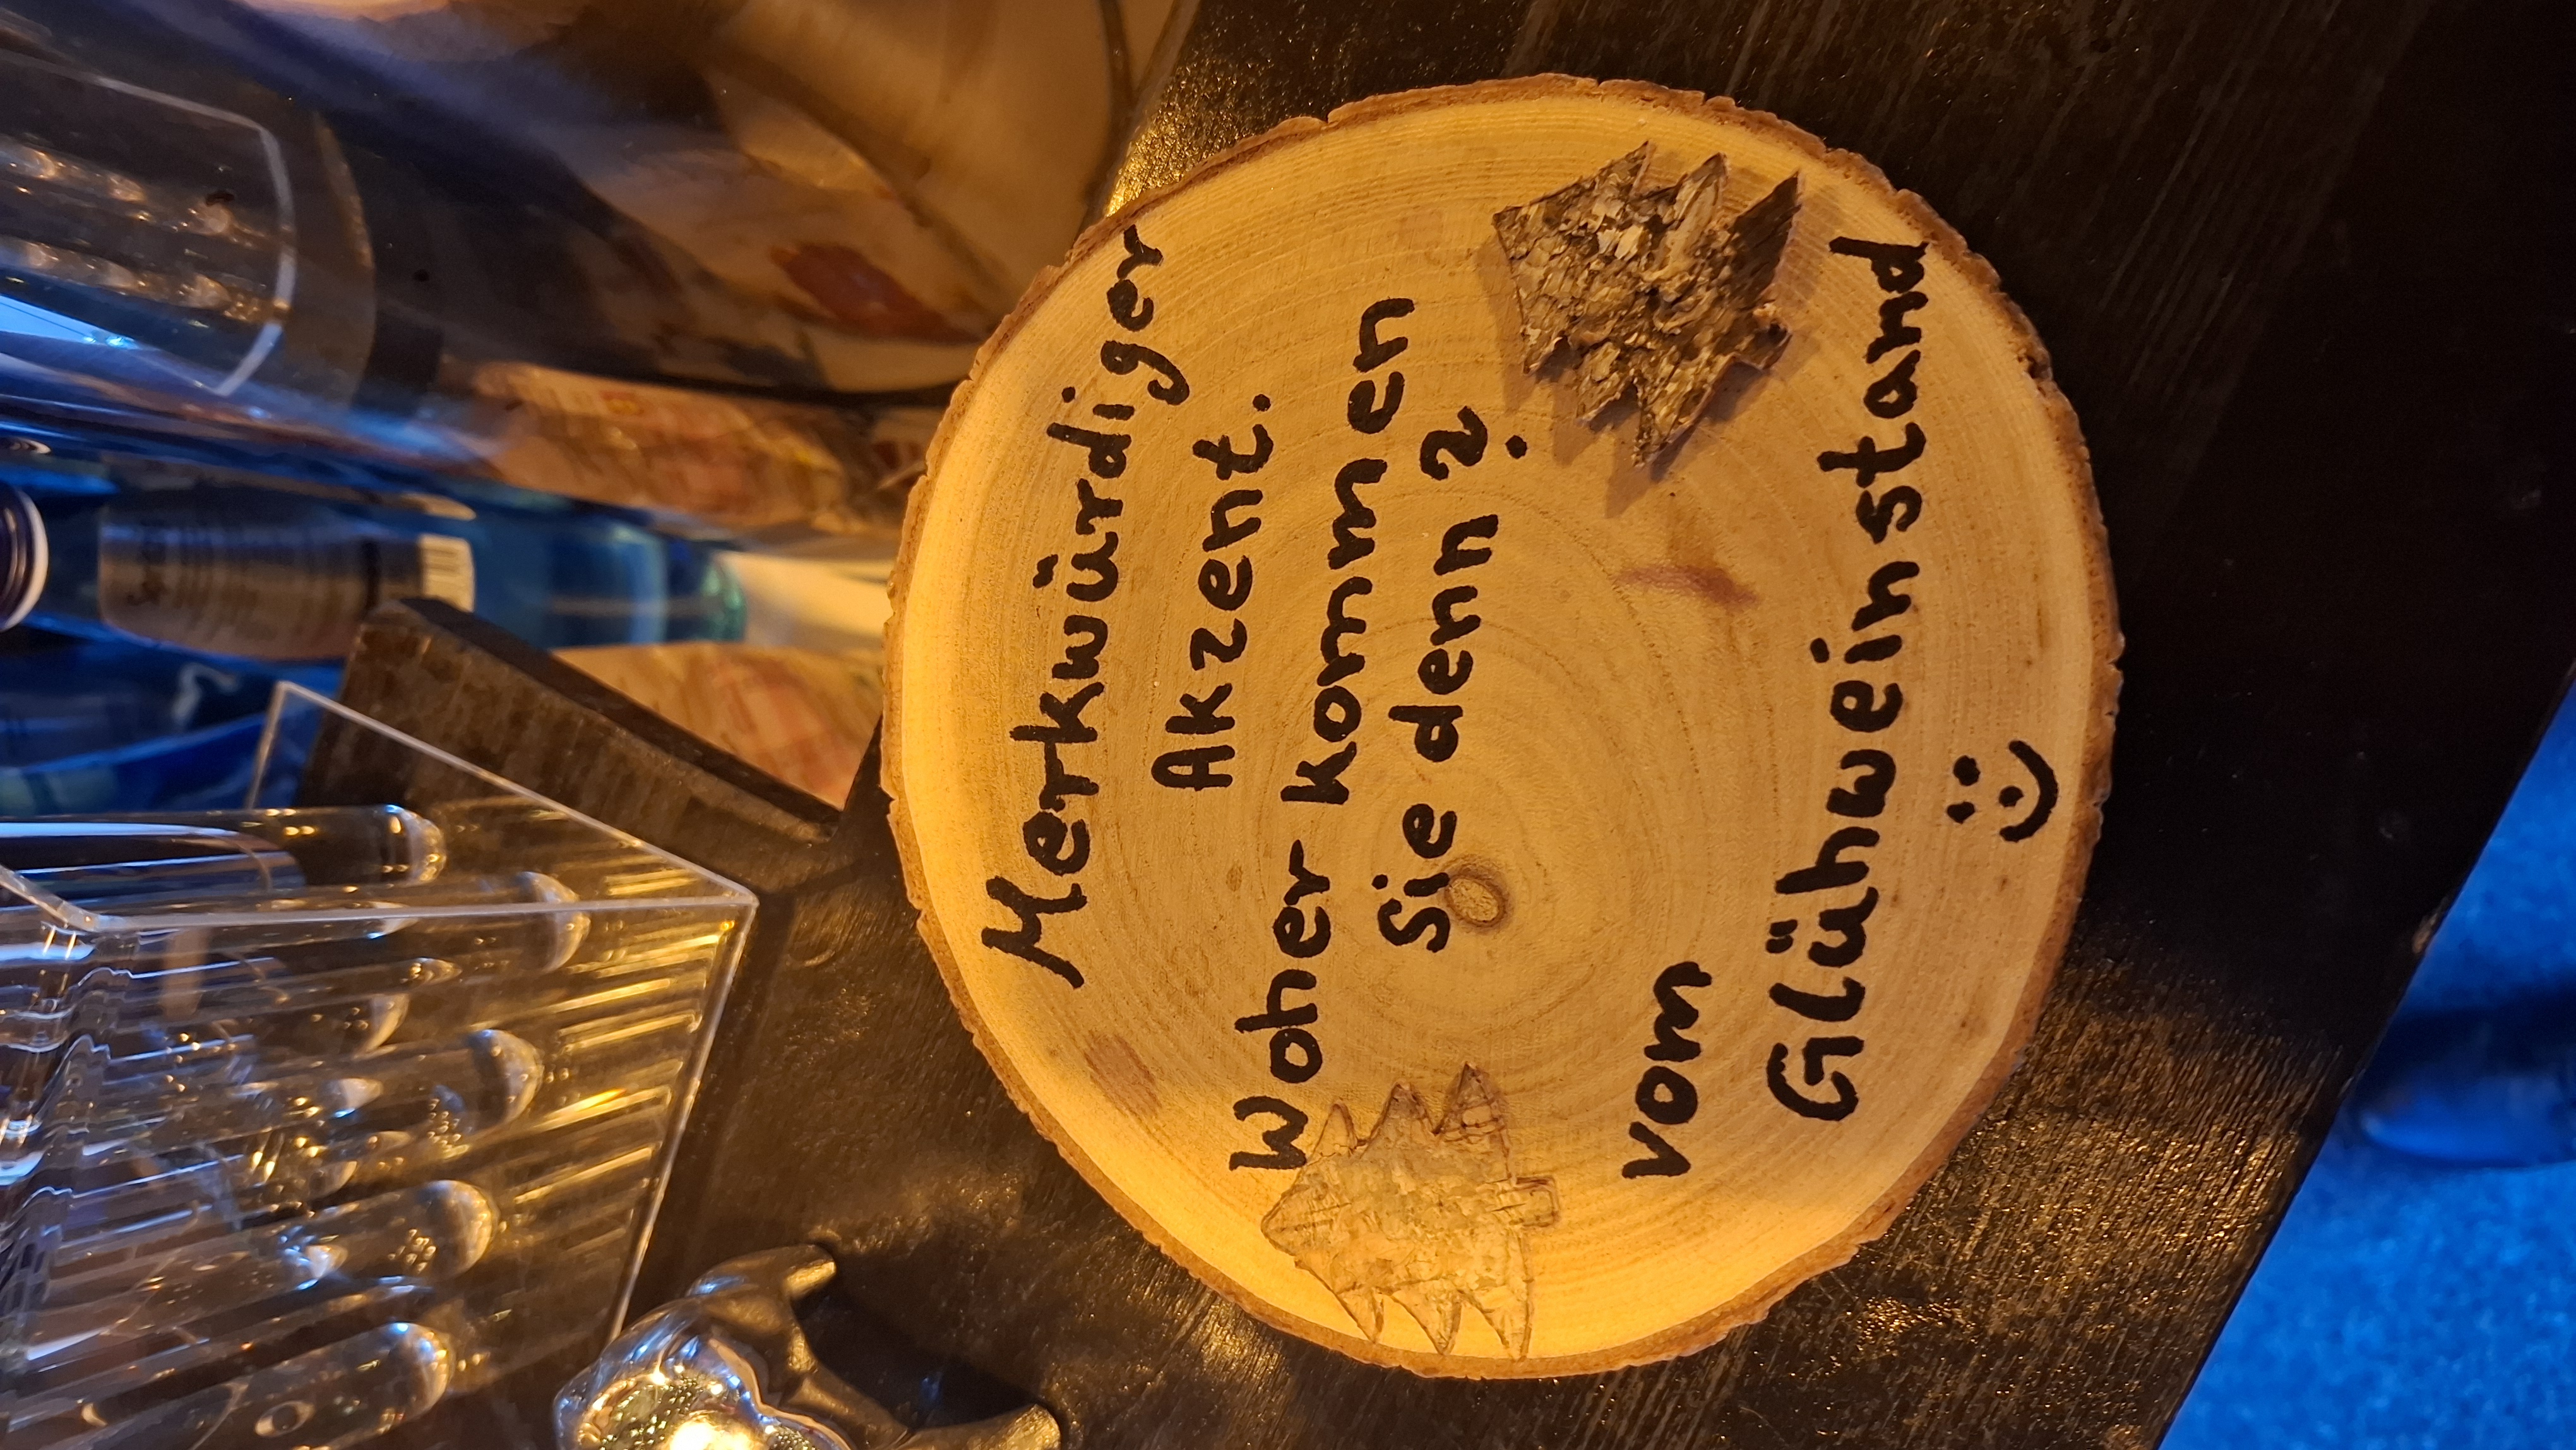 Merkwürdiger
Akzent.
Woher kommen
Sie denn?
vom
Glühweinstand